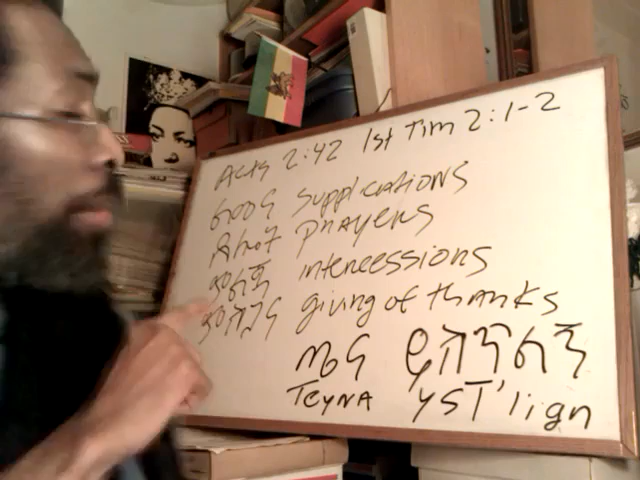 Acts 2:42 1st Tim 2:1-2
supplications
ጸሎት prayers
intercessions
giving of thanks
ጤና ይስጥልኝ
TEYNA YST'lign